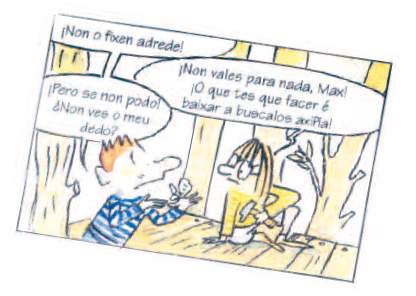 ¡Non o fixen adrede!
¡Non vales para nada, Max!
¡O que tes que facer é
baixar a buscalos axiña!
¡Pero se non podo!
¿Non ves o meu
dedo?